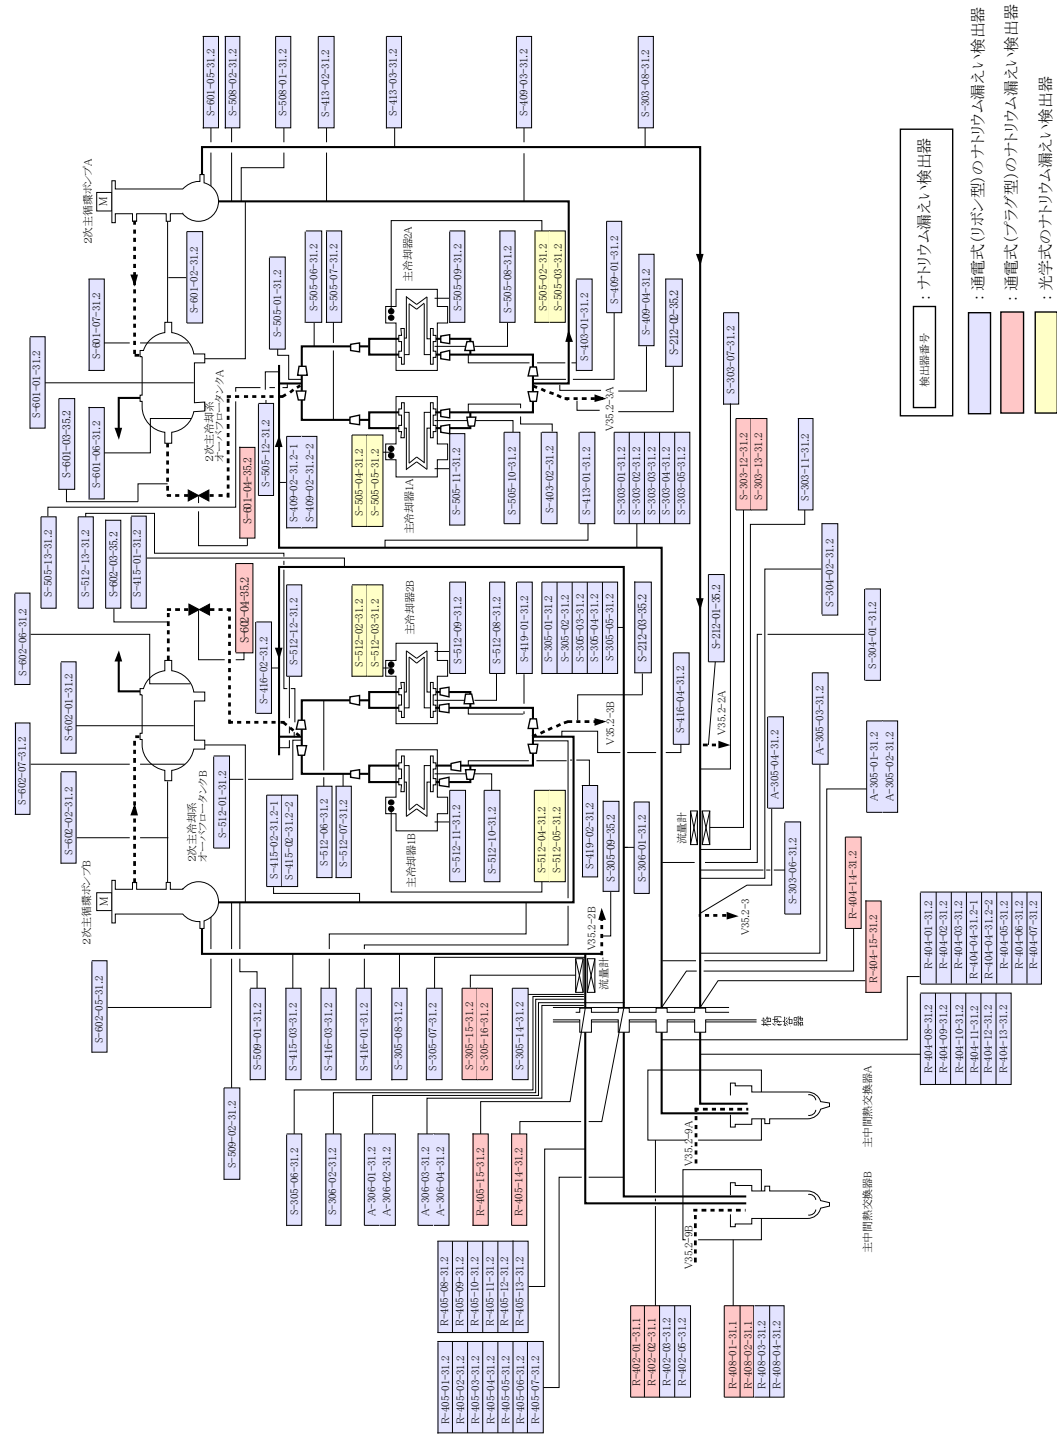 S-601-05-31.2
S-508-02-31.2
S-508-01-31.2
S-413-02-31.2
S-413-03-31.2
S-409-03-31.2
S-303-08-31.2
2次主循環ポンプA
M
S-601-02-31.2
S-601-07-31.2
S-601-01-31.2
S-601-03-35.2
S-601-06-31.2
2次主冷却系
オーバフロータンクA
S-601-04-35.2
S-505-01-31.2
S-505-06-31.2
S-505-07-31.2
主冷却器2A
S-505-09-31.2
S-505-08-31.2
S-505-02-31.2
S-505-03-31.2
S-403-01-31.2
S-409-01-31.2
S-409-04-31.2
S-212-02-35.2
S-303-07-31.2
V35.2-3A
S-505-12-31.2
S-409-02-31.2-1
S-409-02-31.2-2
S-505-04-31.2
S-505-05-31.2
主冷却器1A
S-505-11-31.2
S-505-10-31.2
S-403-02-31.2
S-413-01-31.2
S-303-01-31.2
S-303-02-31.2
S-303-03-31.2
S-303-04-31.2
S-303-05-31.2
S-303-12-31.2
S-303-13-31.2
S-303-11-31.2
S-505-13-31.2
S-512-13-31.2
S-602-03-35.2
S-415-01-31.2
S-602-04-35.2
S-602-06-31.2
S-602-01-31.2
S-602-07-31.2
S-602-02-31.2
2次主冷却系
オーバフロータンクB
S-416-02-31.2
S-512-12-31.2
S-512-02-31.2
S-512-03-31.2
主冷却器2B
S-512-09-31.2
S-512-08-31.2
S-419-01-31.2
S-305-01-31.2
S-305-02-31.2
S-305-03-31.2
S-305-04-31.2
S-305-05-31.2
S-212-03-35.2
S-416-04-31.2
S-212-01-35.2
V35.2-2A
V35.2-3B
S-304-02-31.2
S-304-01-31.2
A-305-03-31.2
A-305-04-31.2
A-305-01-31.2
A-305-02-31.2
2次主循環ポンプB
M
S-512-01-31.2
S-415-02-31.2-1
S-415-02-31.2-2
S-512-06-31.2
S-512-07-31.2
主冷却器1B
S-512-11-31.2
S-512-10-31.2
S-512-04-31.2
S-512-05-31.2
S-419-02-31.2
S-305-09-35.2
S-306-01-31.2
流量計
S-303-06-31.2
V35.2-3
V35.2-2B
流量計
R-404-14-31.2
R-404-15-31.2
R-404-01-31.2
R-404-02-31.2
R-404-03-31.2
R-404-04-31.2-1
R-404-04-31.2-2
R-404-05-31.2
R-404-06-31.2
R-404-07-31.2
R-404-08-31.2
R-404-09-31.2
R-404-10-31.2
R-404-11-31.2
R-404-12-31.2
R-404-13-31.2
S-602-05-31.2
S-509-01-31.2
S-415-03-31.2
S-416-03-31.2
S-416-01-31.2
S-305-08-31.2
S-305-07-31.2
S-305-15-31.2
S-305-16-31.2
S-305-14-31.2
格納容器
S-509-02-31.2
S-305-06-31.2
S-306-02-31.2
A-306-01-31.2
A-306-02-31.2
A-306-03-31.2
A-306-04-31.2
R-405-15-31.2
R-405-14-31.2
V35.2-9A
主中間熱交換器A
V35.2-9B
主中間熱交換器B
R-405-08-31.2
R-405-09-31.2
R-405-10-31.2
R-405-11-31.2
R-405-12-31.2
R-405-13-31.2
R-405-01-31.2
R-405-02-31.2
R-405-03-31.2
R-405-04-31.2
R-405-05-31.2
R-405-06-31.2
R-405-07-31.2
R-402-01-31.1
R-402-02-31.1
R-402-03-31.2
R-402-05-31.2
R-408-01-31.1
R-408-02-31.1
R-408-03-31.2
R-408-04-31.2
検出器番号 ：ナトリウム漏えい検出器
：通電式(リボン型)のナトリウム漏えい検出器
：通電式(プラグ型)のナトリウム漏えい検出器
：光学式のナトリウム漏えい検出器